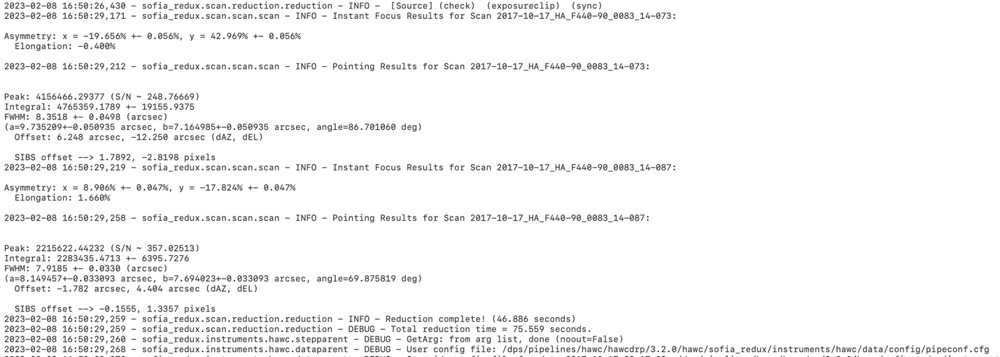 2023-02-08 16:50:26,430 - sofia_redux.scan.reduction.reduction - INFO -  [Source] (check)  (exposureclip)  (sync)
2023-02-08 16:50:29,171 - sofia_redux.scan.scan.scan - INFO - Instant Focus Results for Scan 2017-10-17_HA_F440-90_0083_14-073:
Asymmetry: x = -19.656% +- 0.056%, y = 42.969% +- 0.056%
Elongation: -0.400%
2023-02-08 16:50:29,212 - sofia_redux.scan.scan.scan - INFO - Pointing Results for Scan 2017-10-17_HA_F440-90_0083_14-073:
Peak: 4156466.29377 (S/N ~ 248.76669)
Integral: 4765359.1789 +- 19155.9375
FWHM: 8.3518 +- 0.0498 (arcsec)
(a=9.735209+-0.050935 arcsec, b=7.164985+-0.050935 arcsec, angle=86.701060 deg)
Offset: 6.248 arcsec, -12.250 arcsec (dAZ, dEL)
SIBS offset --> 1.7892, -2.8198 pixels
2023-02-08 16:50:29,219 - sofia_redux.scan.scan.scan - INFO - Instant Focus Results for Scan 2017-10-17_HA_F440-90_0083_14-087:
Asymmetry: x = 8.906% +- 0.047%, y = -17.824% +- 0.047%
Elongation: 1.660%
2023-02-08 16:50:29,258 - sofia_redux.scan.scan.scan - INFO - Pointing Results for Scan 2017-10-17_HA_F440-90_0083_14-087:
Peak: 2215622.44232 (S/N ~ 357.02513)
Integral: 2283435.4713 +- 6395.7276
FWHM: 7.9185 +- 0.0330 (arcsec)
(a=8.149457+-0.033093 arcsec, b=7.694023+-0.033093 arcsec, angle=69.875819 deg)
Offset: -1.782 arcsec, 4.404 arcsec (dAZ, dEL)
SIBS offset --> -0.1555, 1.3357 pixels
2023-02-08 16:50:29,259 - sofia_redux.scan.reduction.reduction - INFO - Reduction complete! (46.886 seconds)
2023-02-08 16:50:29,259 - sofia_redux.scan.reduction.reduction - DEBUG - Total reduction time = 75.559 seconds.
2023-02-08 16:50:29,260 - sofia_redux.instruments.hawc.stepparent - DEBUG - GetArg: from arg list, done (noout=False)
2023-02-08 16:50:29,268 - sofia_redux.instruments.hawc.dataparent - DEBUG - User config file: /dps/pipelines/hawc/hawcdrp/3.2.0/hawc/sofia_redux/instruments/hawc/data/config/pipeconf.cfg